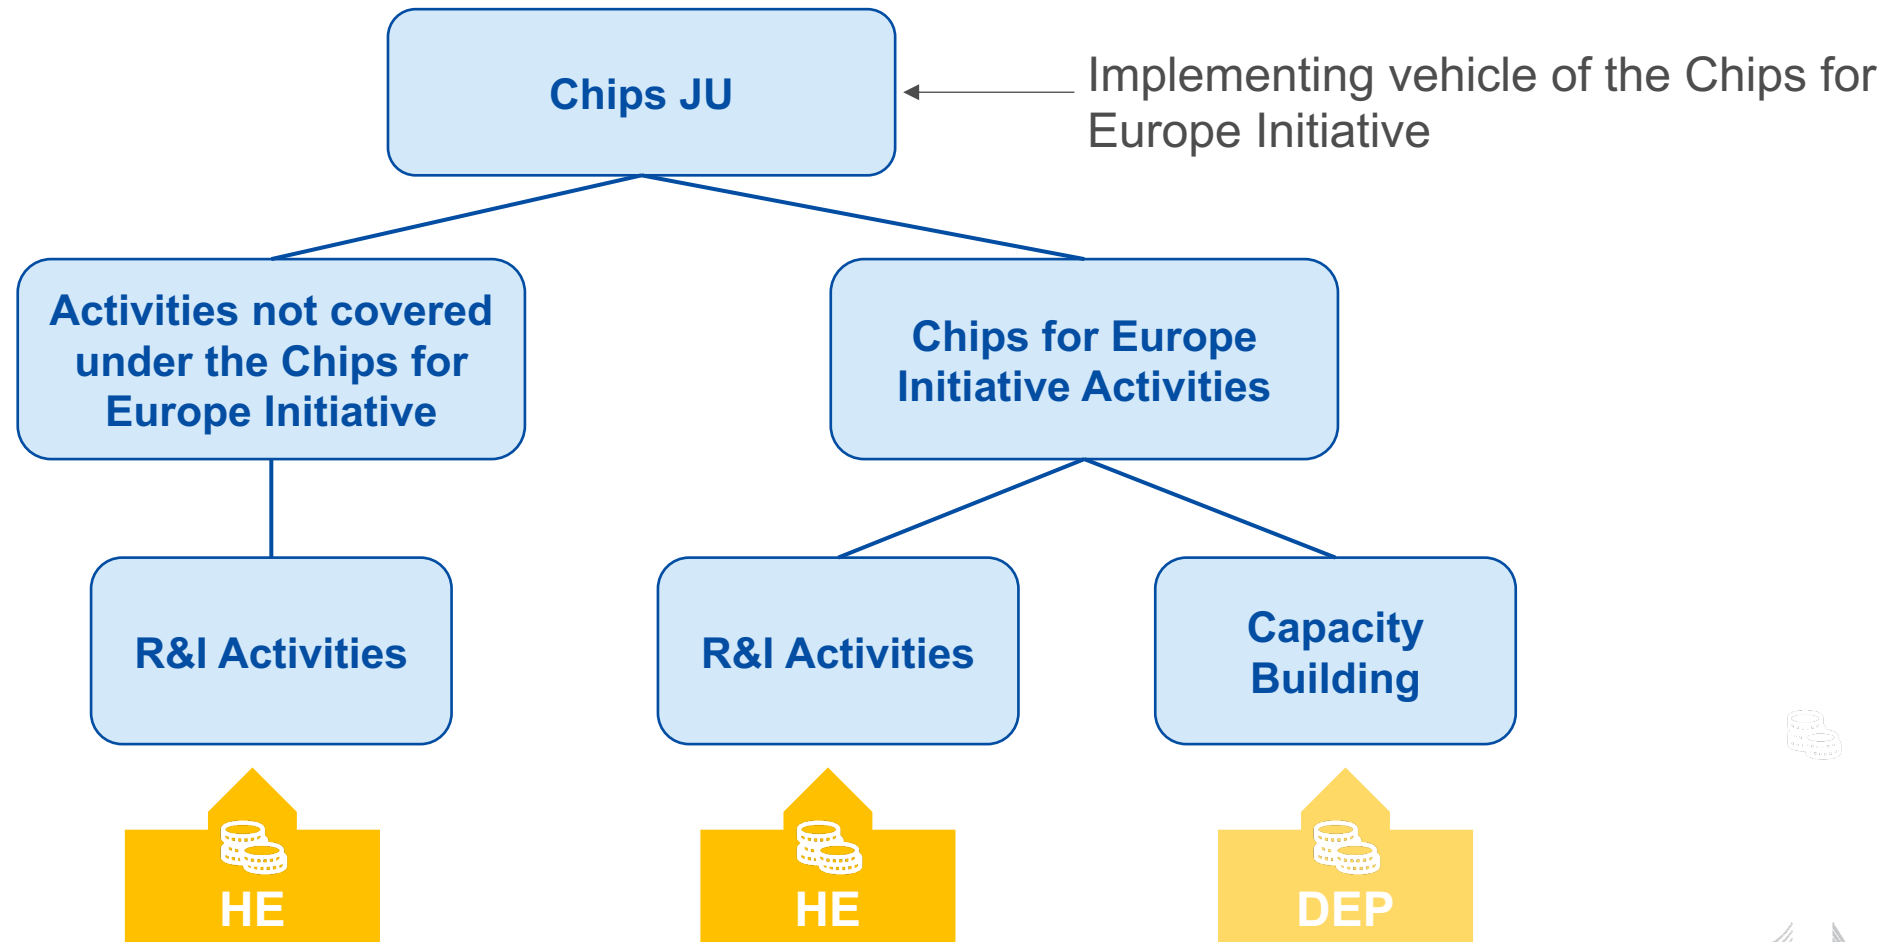 Chips JU
Implementing vehicle of the Chips for
Europe Initiative
Activities not covered
under the Chips for
Europe Initiative
Chips for Europe
Initiative Activities
R&I Activities
R&I Activities
Capacity
Building
HE
HE
DEP